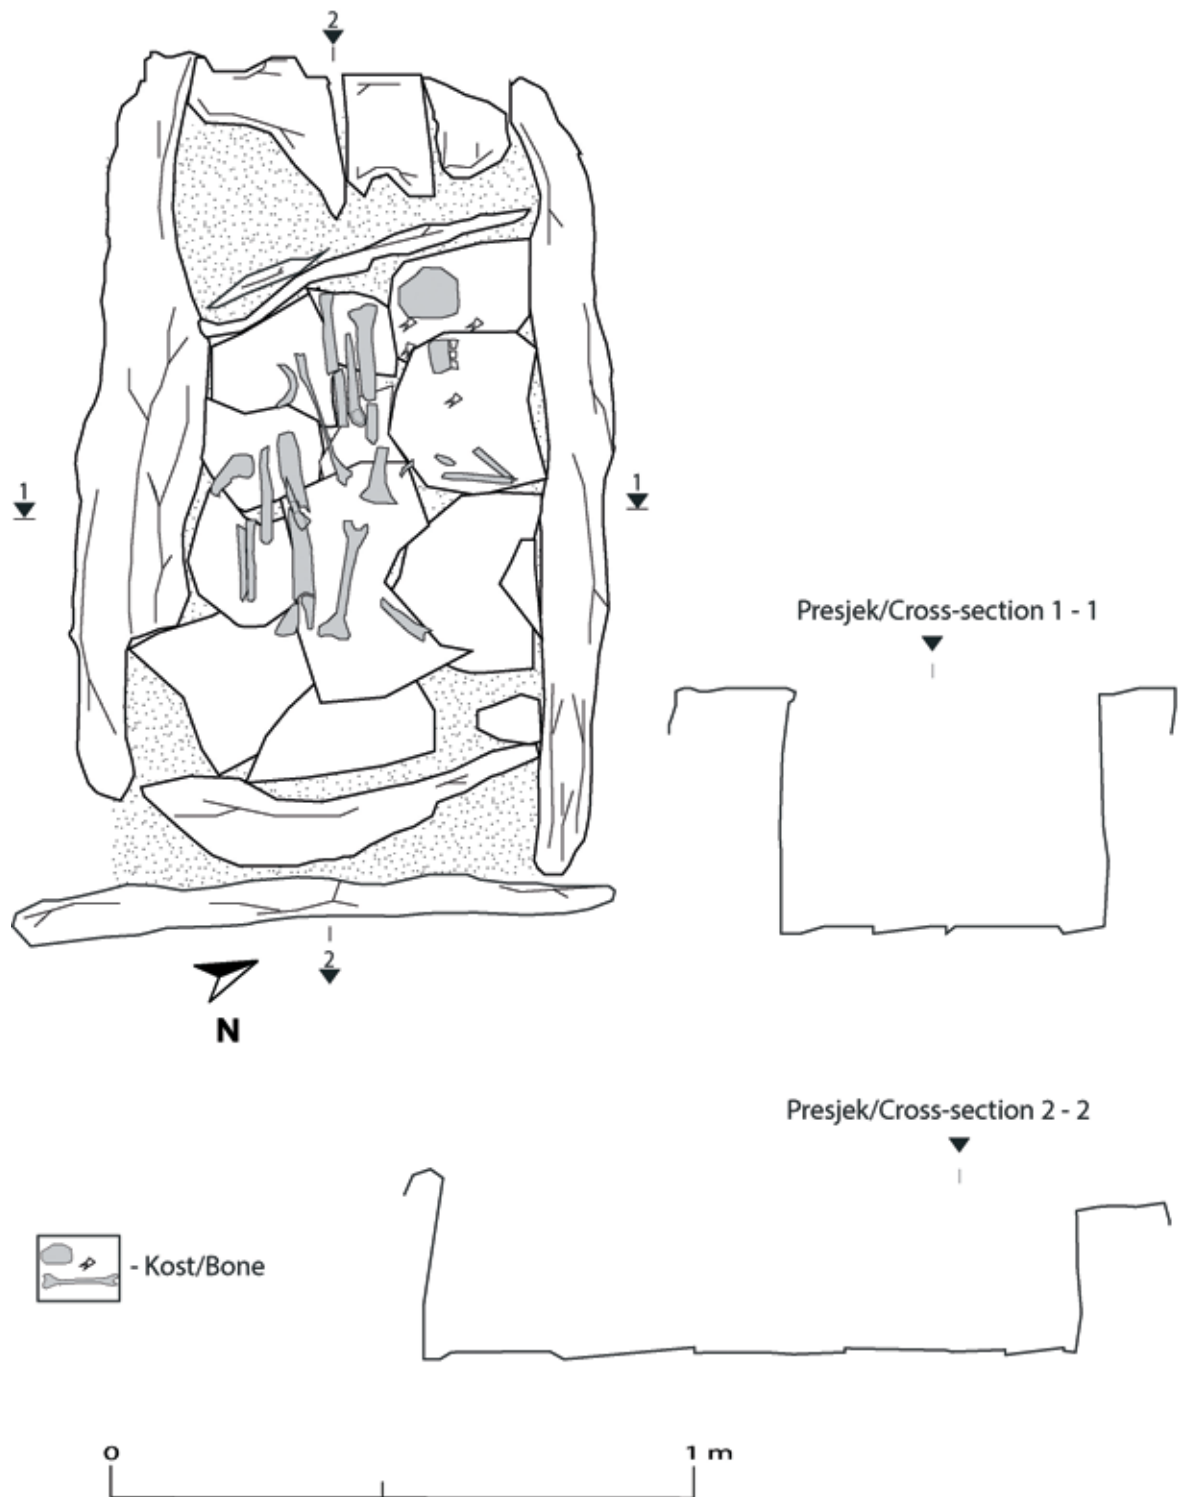 2
1
1
Presjek/Cross-section 1 - 1
2
N
Presjek/Cross-section 2 - 2
- Kost/Bone
0 1 m